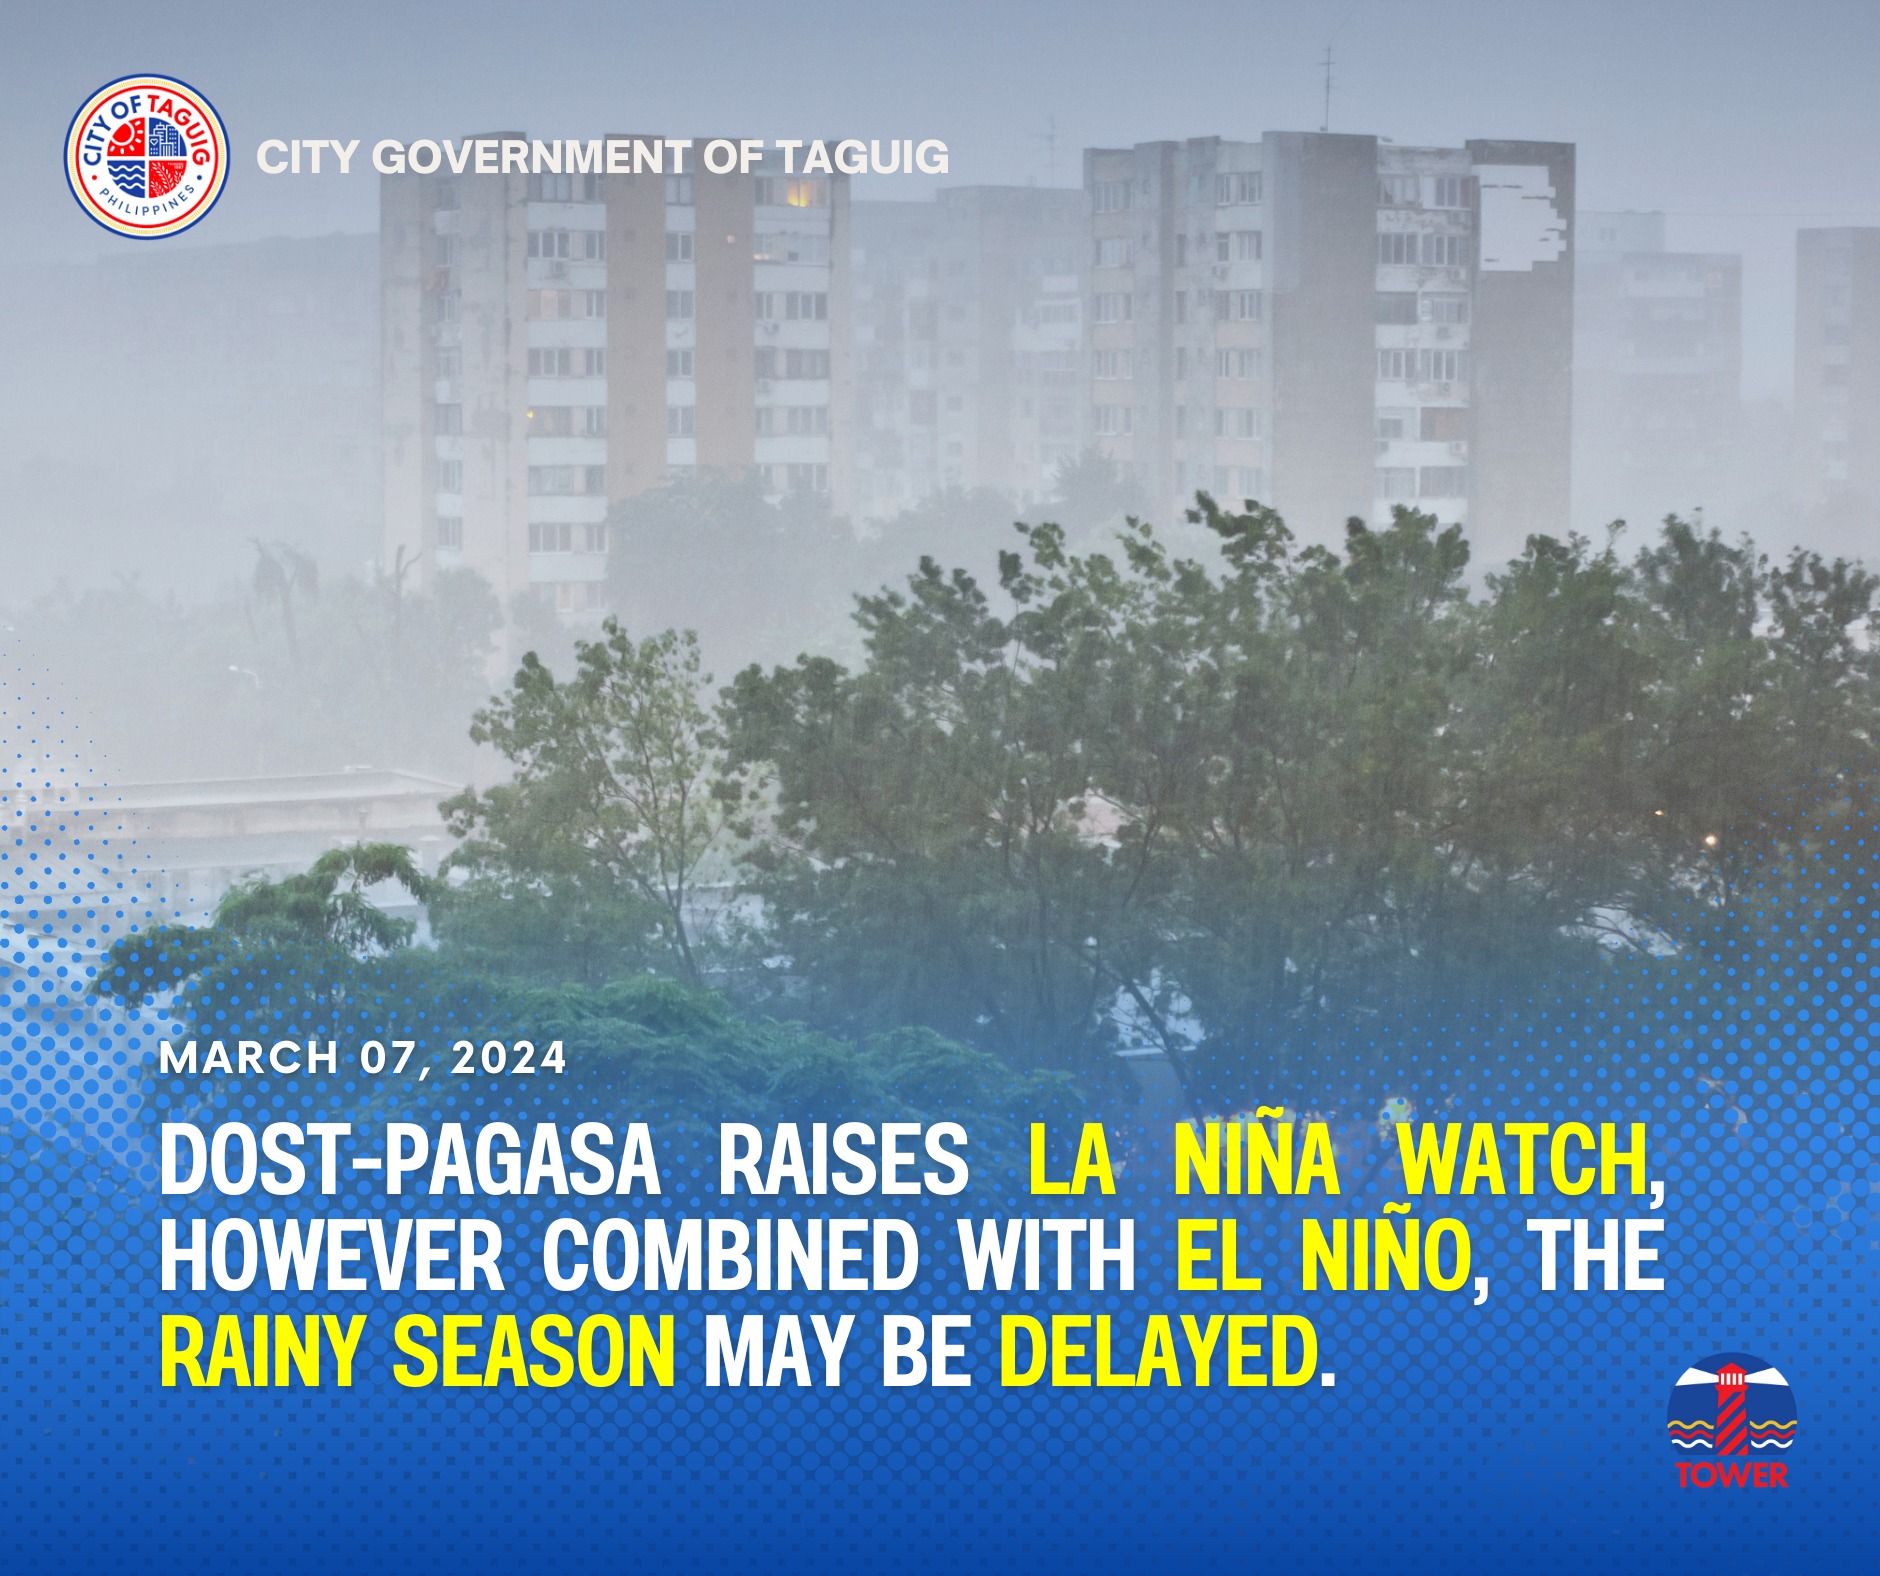 CITY OF TAGUIG
PHILIPPINES
CITY GOVERNMENT OF TAGUIG
MARCH 07, 2024
DOST-PAGASA RAISES LA NIÑA WATCH,
HOWEVER COMBINED WITH EL NIÑO, THE
RAINY SEASON MAY BE DELAYED.
TOWER